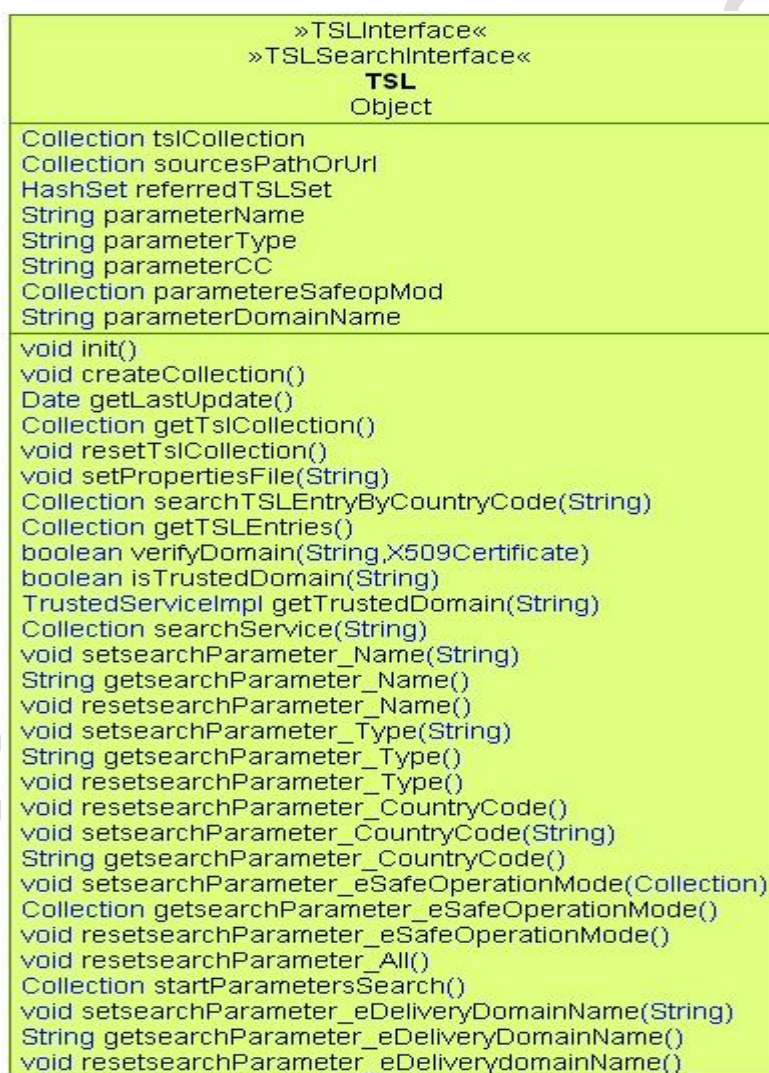 »TSLInterface«
»TSLSearchInterface«
TSL
Object
Collection tslCollection
Collection sourcesPathOrUrl
HashSet referredTSLSet
String parameterName
String parameterType
String parameterCC
Collection parametereSafeopMod
String parameterDomainName
void init()
void createCollection()
Date getLastUpdate()
Collection getTslCollection()
void resetTslCollection()
void setPropertiesFile(String)
Collection searchTSLEntryByCountryCode(String)
Collection getTSLEntries()
boolean verifyDomain(String,X509Certificate)
boolean isTrustedDomain(String)
TrustedServiceImpl getTrustedDomain(String)
Collection searchService(String)
void setsearchParameter_Name(String)
String getsearchParameter_Name()
void resetsearchParameter_Name()
void setsearchParameter_Type(String)
String getsearchParameter_Type()
void resetsearchParameter_Type()
void resetsearchParameter_CountryCode()
void setsearchParameter_CountryCode(String)
String getsearchParameter_CountryCode()
void setsearchParameter_eSafeOperationMode(Collection)
Collection getsearchParameter_eSafeOperationMode()
void resetsearchParameter_eSafeOperationMode()
void resetsearchParameter_All()
Collection startParametersSearch()
void setsearchParameter_eDeliveryDomainName(String)
String getsearchParameter_eDeliveryDomainName()
void resetsearchParameter_eDeliverydomainName()